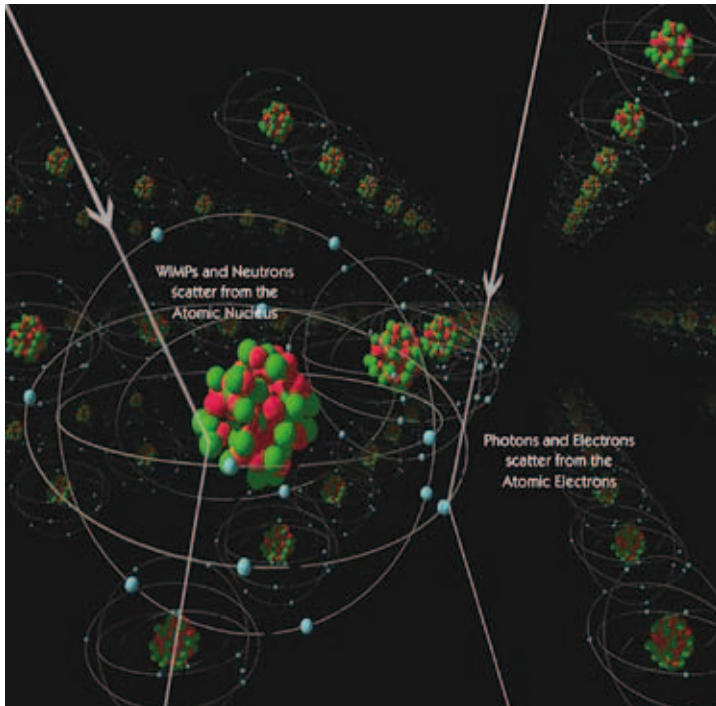 WIMPs and Neutrons
scatter from the
Atomic Nucleus
Photons and Electrons
scatter from the
Atomic Electrons